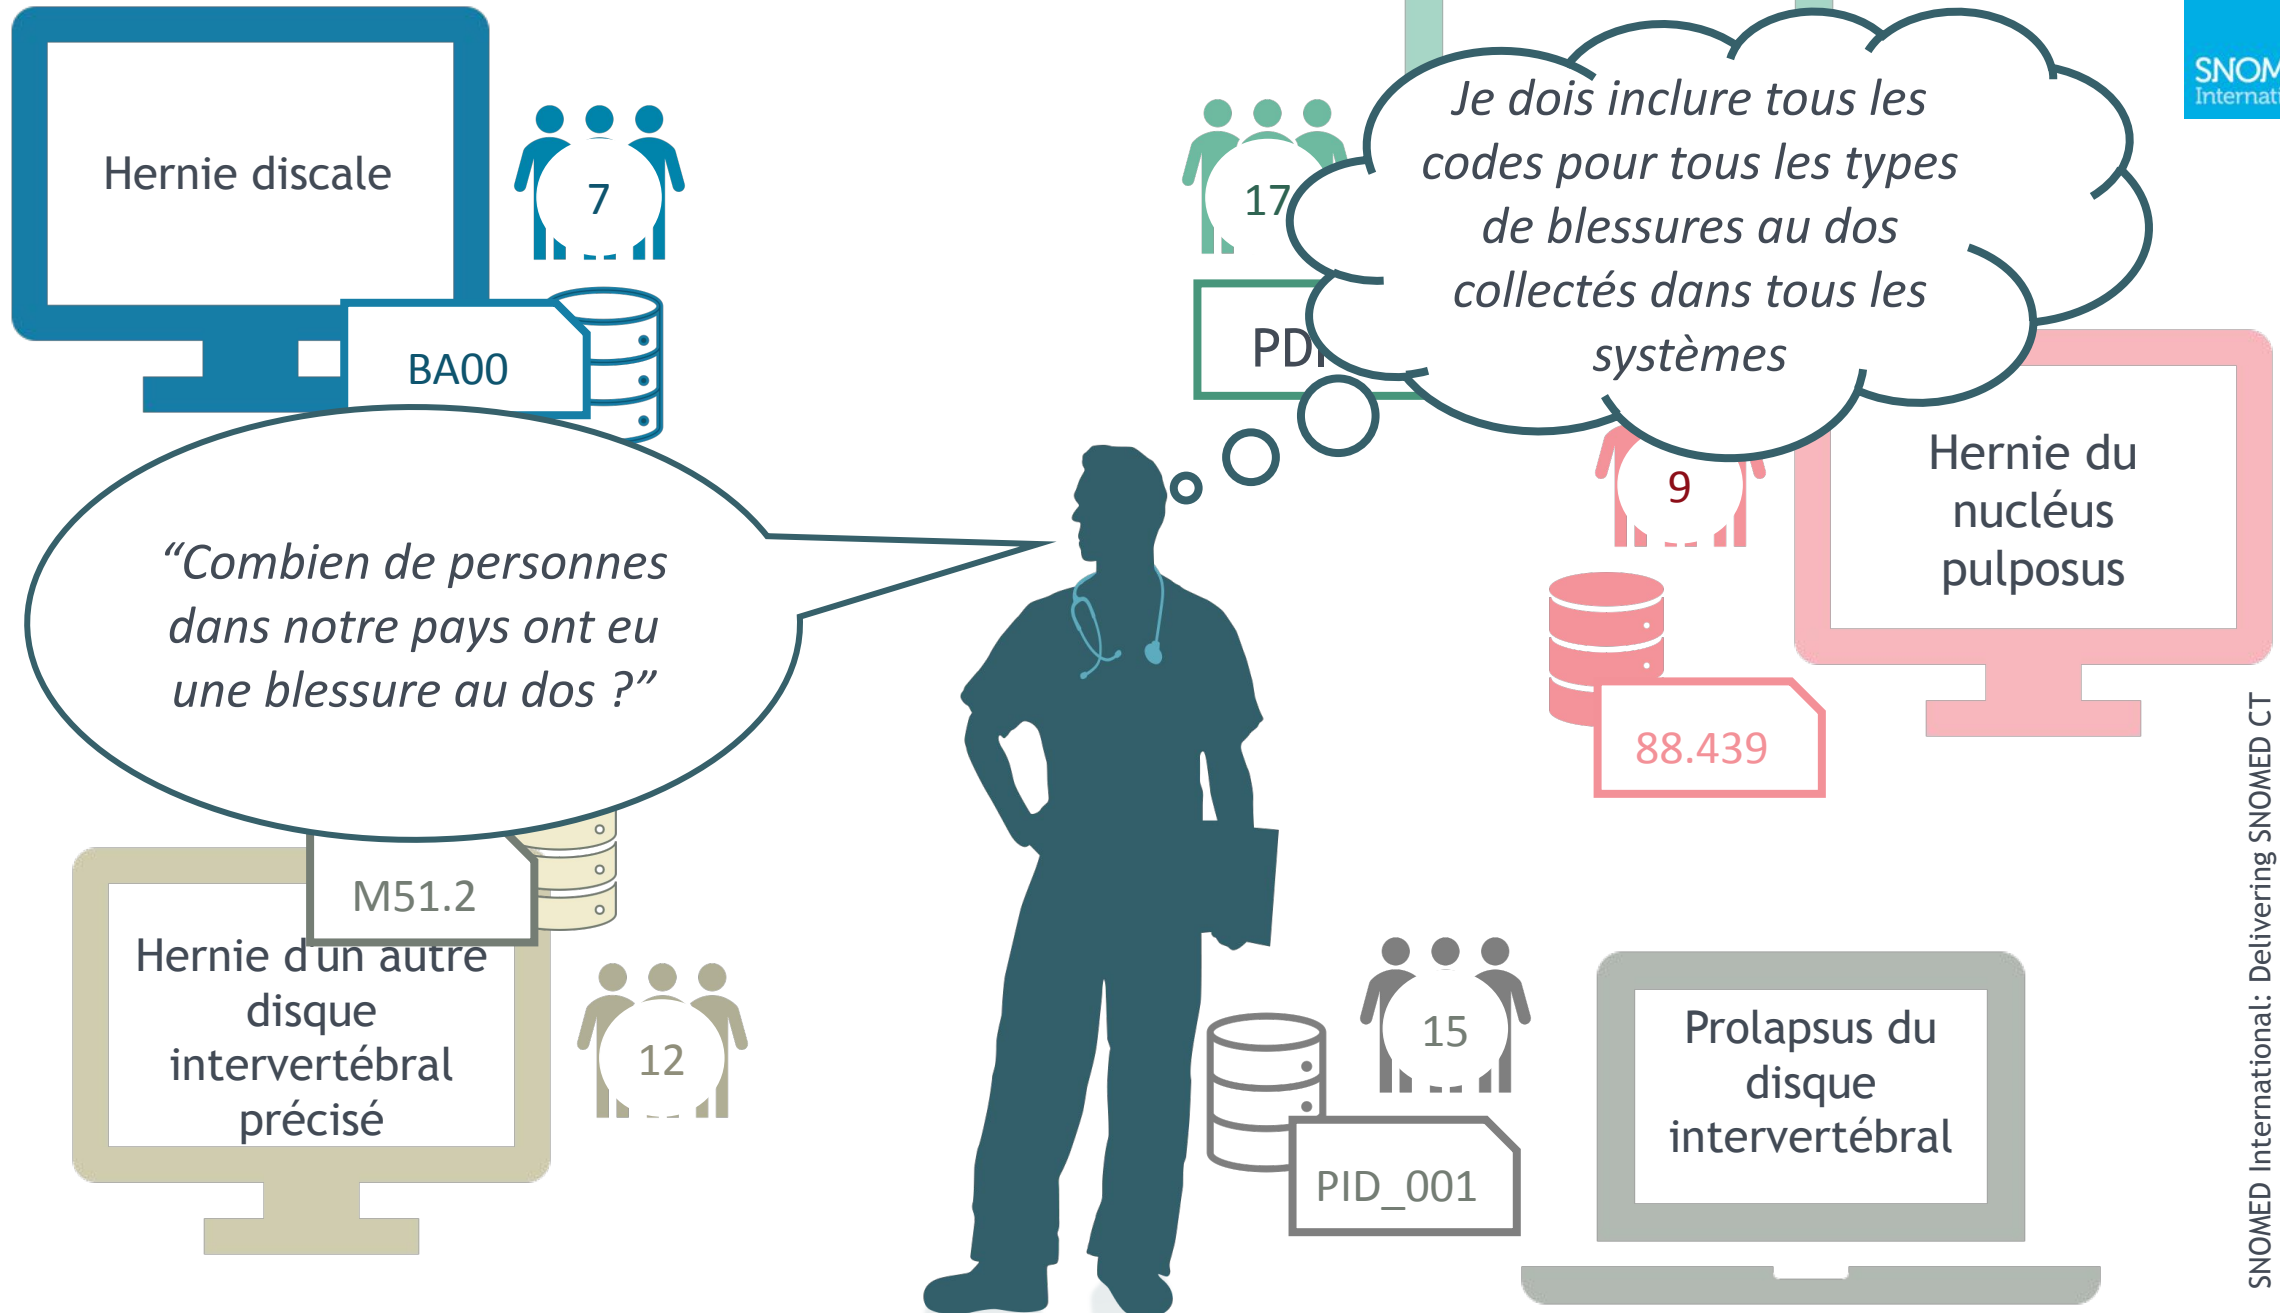 Hernie discale
7
BA00
17
Je dois inclure tous les
codes pour tous les types
de blessures au dos
collectés dans tous les
systèmes
“Combien de personnes
dans notre pays ont eu
une blessure au dos ?”
9
Hernie du
nucléus
pulposus
88.439
M51.2
Hernie d'un autre
disque
intervertébral
précisé
12
15
PID_001
Prolapsus du
disque
intervertébral
SNOMED International: Delivering SNOMED CT